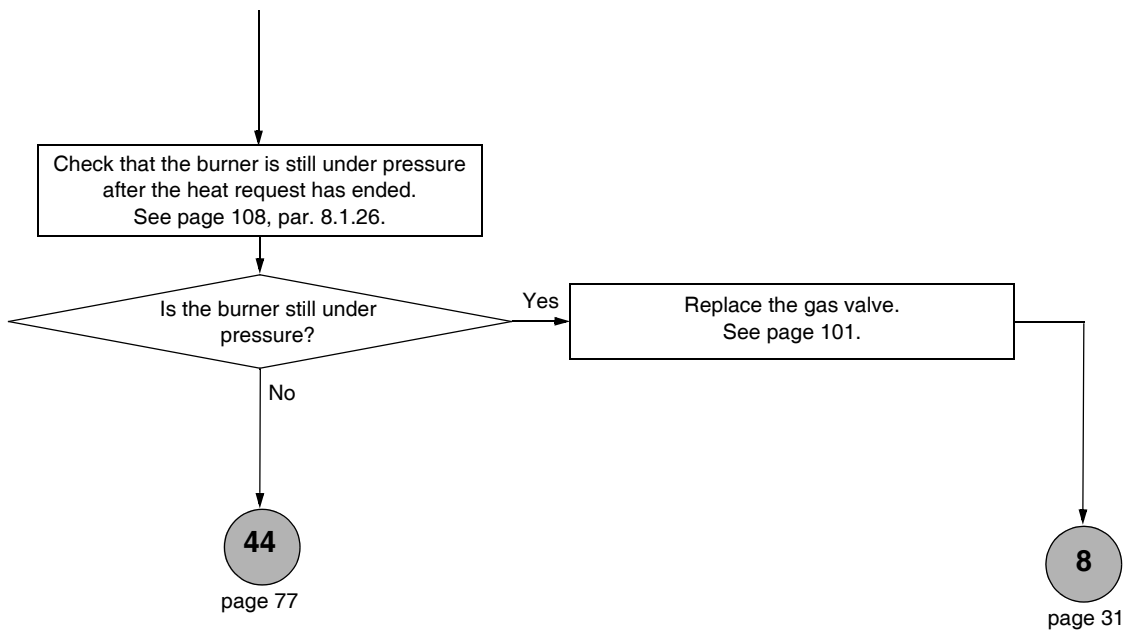 Check that the burner is still under pressure
after the heat request has ended.
See page 108, par. 8.1.26.
Is the burner still under
pressure?
Yes
Replace the gas valve.
See page 101.
No
44
page 77
8
page 31